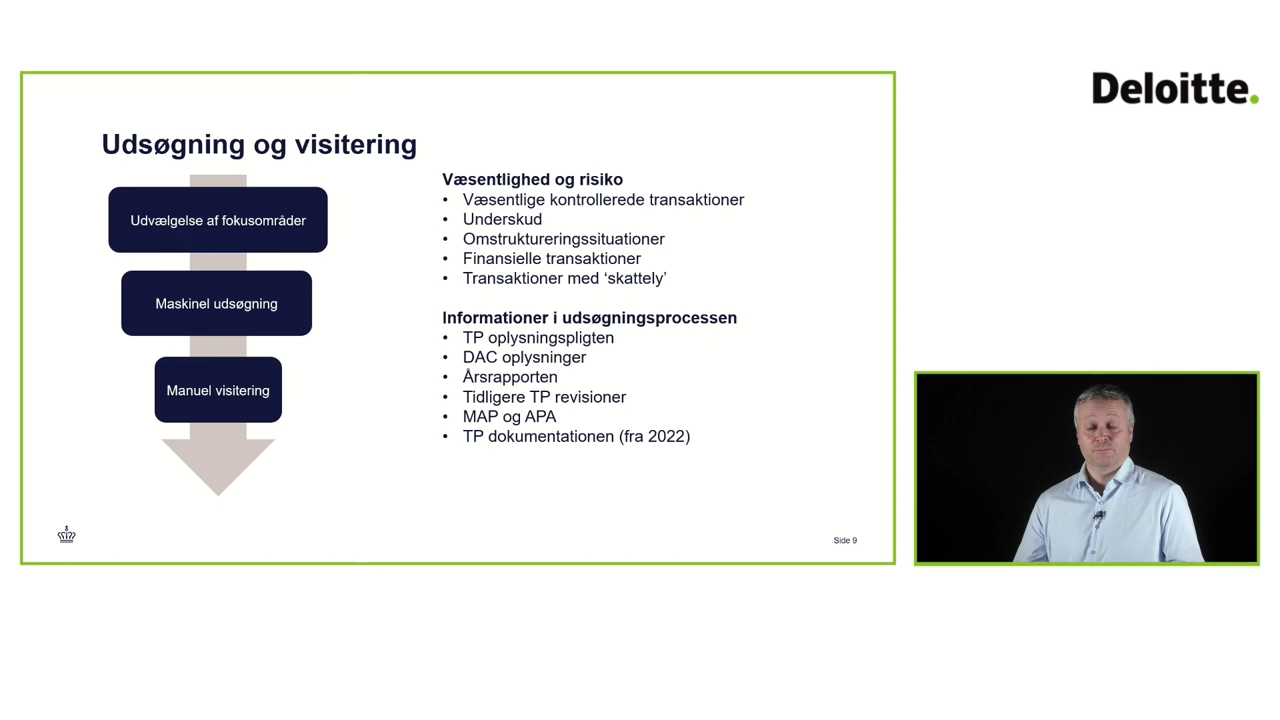 Deloitte.
Udsøgning og visitering
Udvælgelse af fokusområder
Maskinel udsøgning
Manuel visitering
Væsentlighed og risiko
• Væsentlige kontrollerede transaktioner
• Underskud
• Omstruktureringssituationer
• Finansielle transaktioner
• Transaktioner med ‘skattely’
Informationer i udsøgningsprocessen
• TP oplysningspligten
• DAC oplysninger
• Årsrapporten
• Tidligere TP revisioner
• MAP og APA
• TP dokumentationen (fra 2022)
Side 9